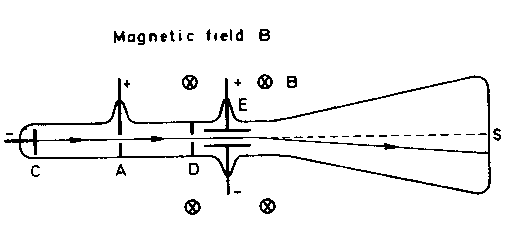 Magnetic field B
+ ⊗ + ⊗ B
E
-
S
C A D
-
⊗ ⊗